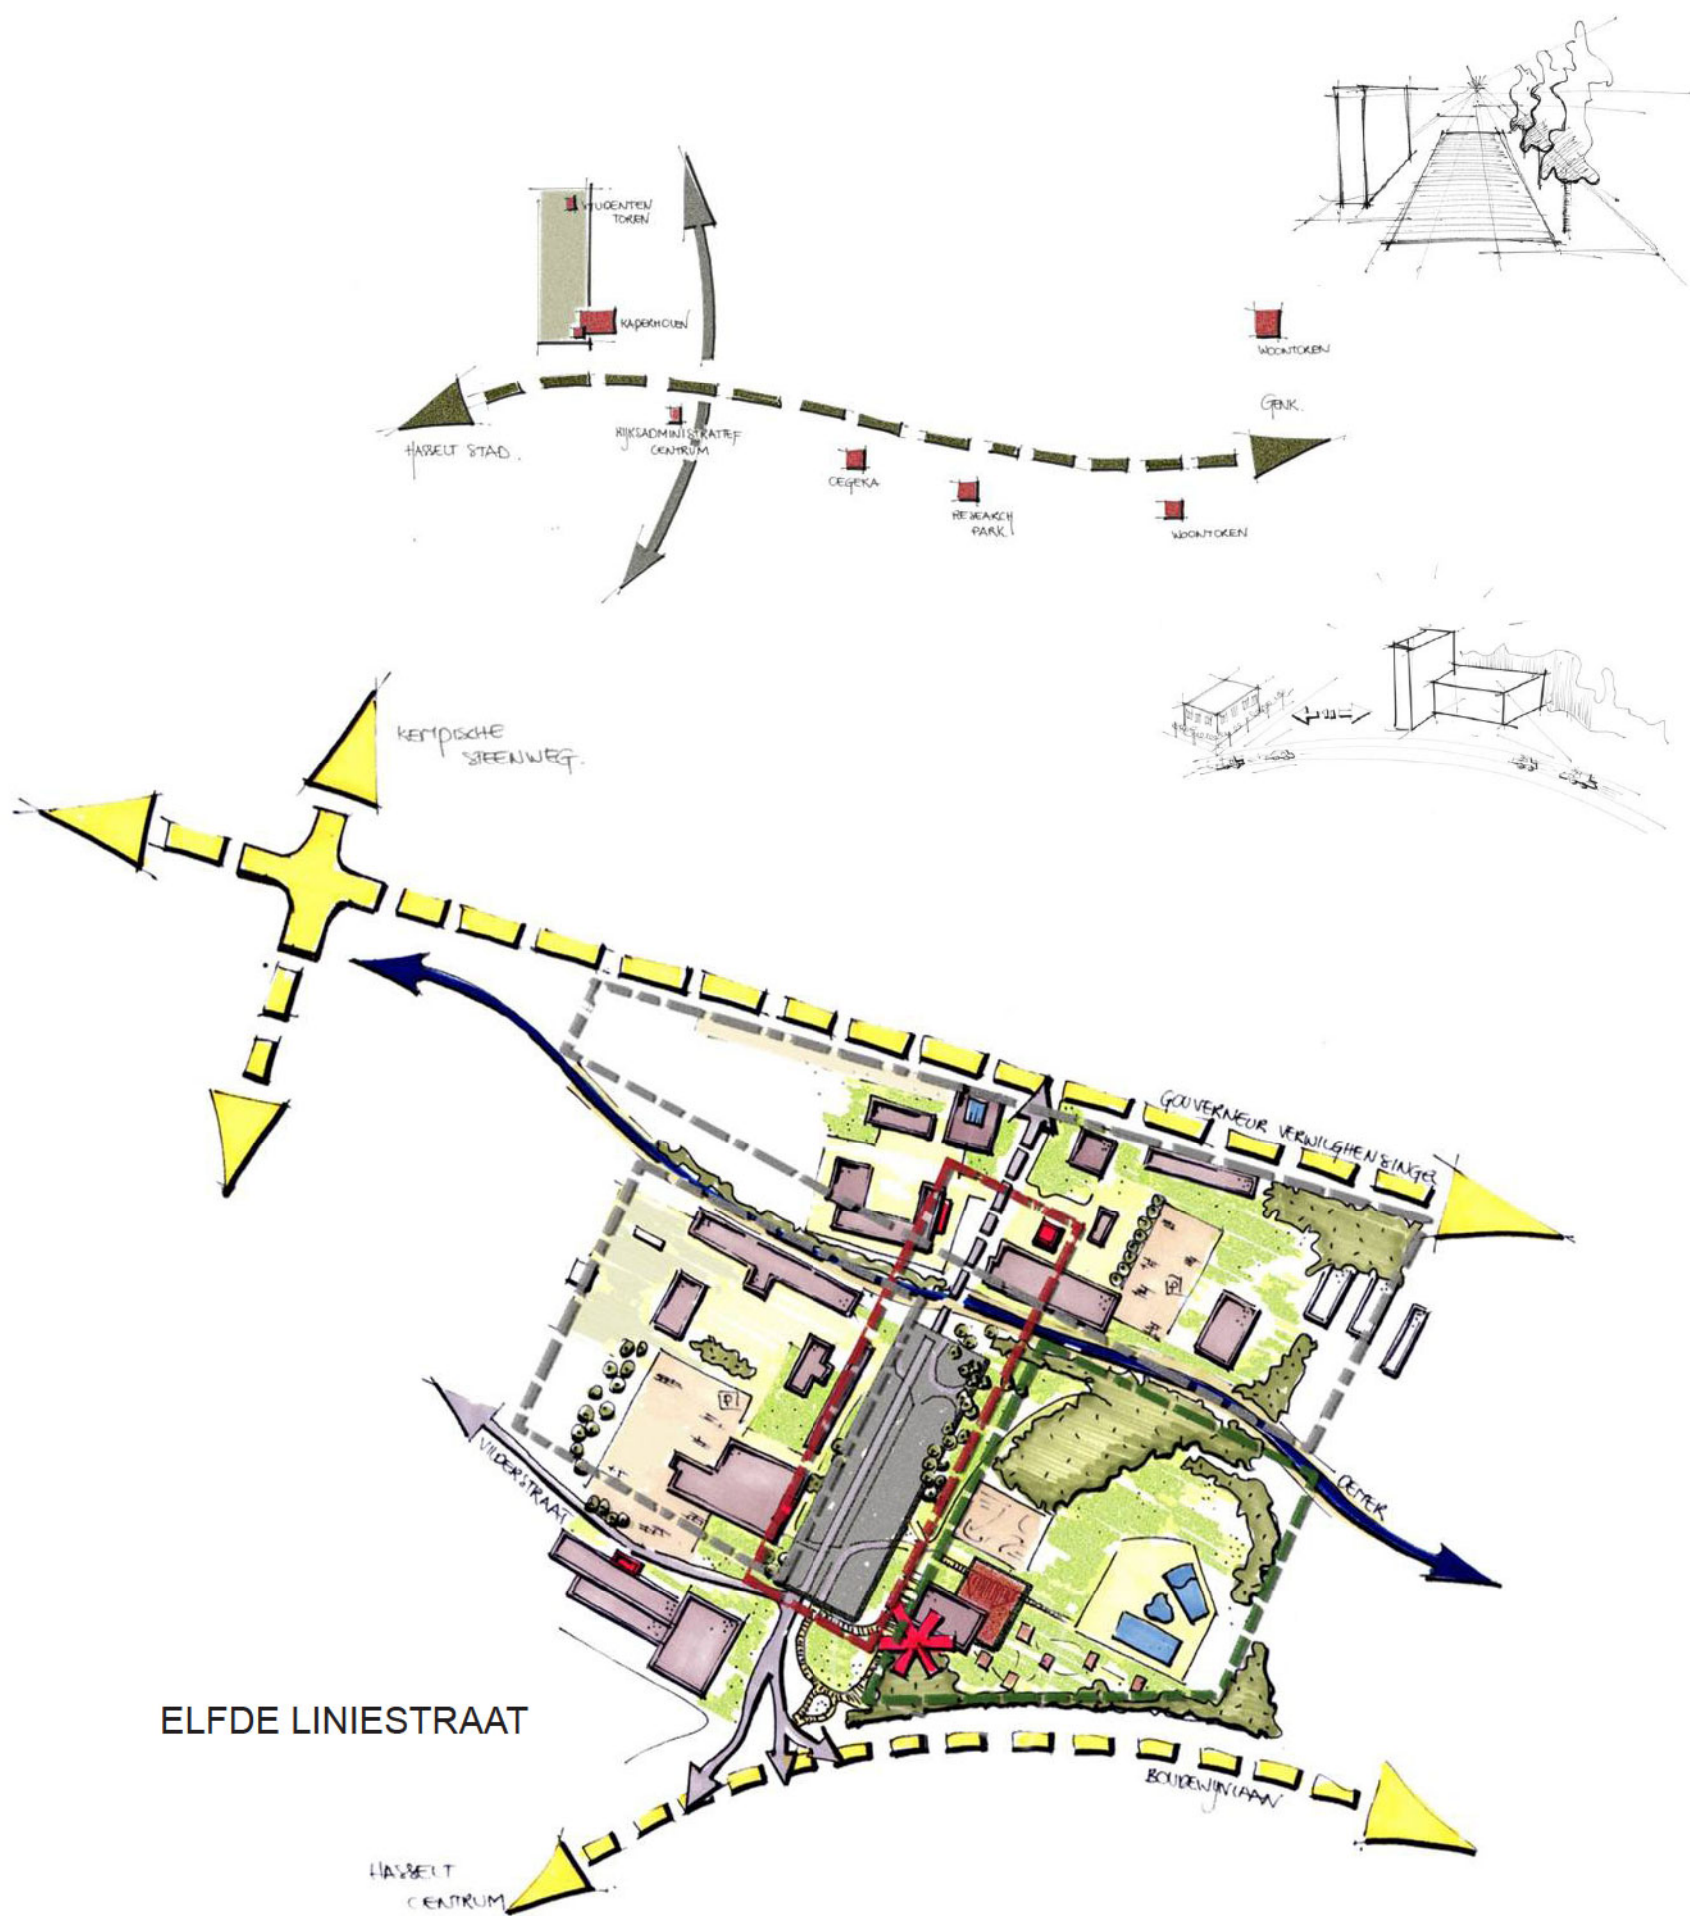 STUDENTEN
TOREN
KAPERMOLEN
WOONTOREN
GENK.
HASSELT STAD.
RIJKSADMINISTRATIEF
CENTRUM
CEGEKA
RESEARCH
PARK
WOONTOREN
KEMPISCHE
STEENWEG.
GOUVERNEUR VERWILGHENSINGEL
P
P
VILDERSTRAAT
DEMER
ELFDE LINIESTRAAT
BOUDEWIJNLAAN
HASSELT
CENTRUM